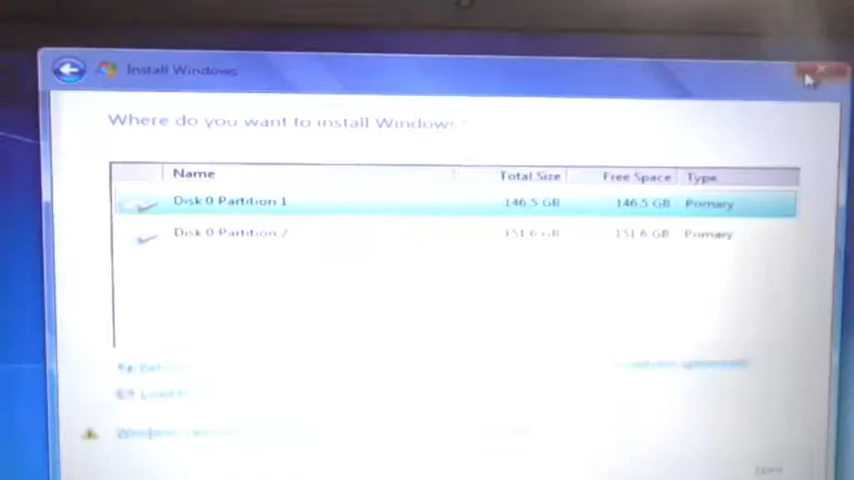 Install Windows
Where do you want to install Windows?
Name Total Size Free Space Type
Disk 0 Partition 1 146.5 GB 146.5 GB Primary
Disk 0 Partition 2 151.6 GB 151.6 GB Primary
Windows